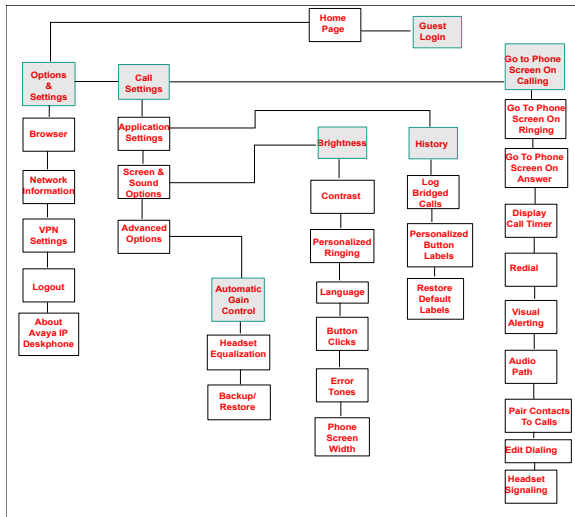 Home
Page
Guest
Login
Options
&
Settings
Call
Settings
Go to Phone
Screen On
Calling
Browser
Network
Information
VPN
Settings
Logout
About
Avaya IP
Deskphone
Application
Settings
Screen &
Sound
Options
Advanced
Options
Automatic
Gain
Control
Headset
Equalization
Backup/
Restore
Brightness
Contrast
Personalized
Ringing
Language
Button
Clicks
Error
Tones
Phone
Screen
Width
History
Log
Bridged
Calls
Personalized
Button
Labels
Restore
Default
Labels
Go To Phone
Screen On
Ringing
Go To Phone
Screen On
Answer
Display
Call Timer
Redial
Visual
Alerting
Audio
Path
Pair Contacts
To Calls
Edit Dialing
Headset
Signaling